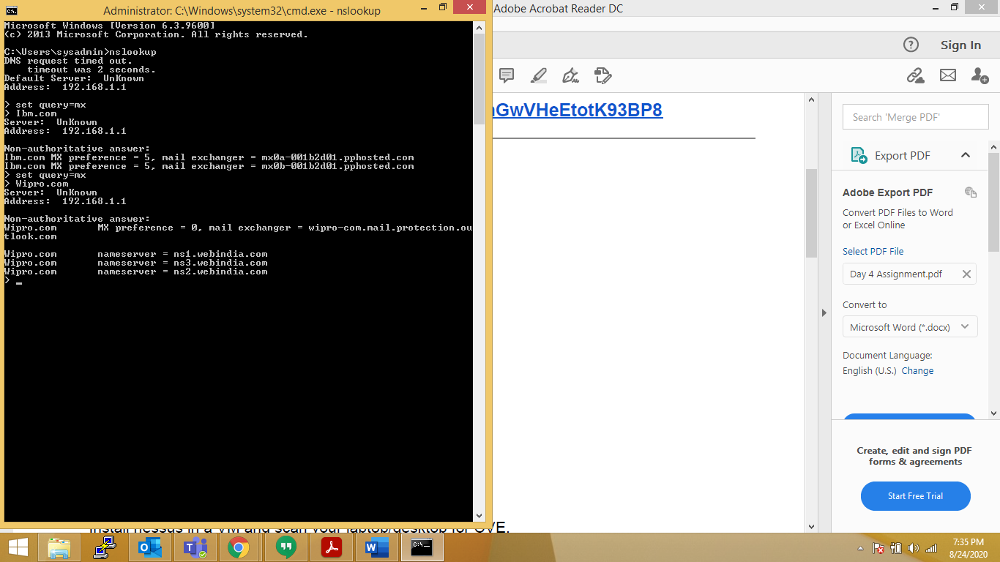 Administrator: C:\Windows\system32\cmd.exe - nslookup
Microsoft Windows [Version 6.3.9600]
(c) 2013 Microsoft Corporation. All rights reserved.
C:\Users\sysadmin>nslookup
DNS request timed out.
timeout was 2 seconds.
Default Server: UnKnown
Address: 192.168.1.1
> set query=mx
> Ibm.com
Server: UnKnown
Address: 192.168.1.1
Non-authoritative answer:
Ibm.com MX preference = 5, mail exchanger = mx0a-001b2d01.pphosted.com
Ibm.com MX preference = 5, mail exchanger = mx0b-001b2d01.pphosted.com
> set query=mx
> Wipro.com
Server: UnKnown
Address: 192.168.1.1
Non-authoritative answer:
Wipro.com MX preference = 0, mail exchanger = wipro-com.mail.protection.ou
tlook.com
Wipro.com nameserver = ns1.webindia.com
Wipro.com nameserver = ns3.webindia.com
Wipro.com nameserver = ns2.webindia.com
>
Adobe Acrobat Reader DC
Sign In
GwVHeEtotK93BP8
Search 'Merge PDF'
Export PDF
Adobe Export PDF
Convert PDF Files to Word
or Excel Online
Select PDF File
Day 4 Assignment.pdf
Convert to
Microsoft Word (*.docx)
Document Language:
English (U.S.) Change
Create, edit and sign PDF
forms & agreements
Start Free Trial
Install nessus in a VM and scan your laptop/desktop for CVE.
7:35 PM
8/24/2020